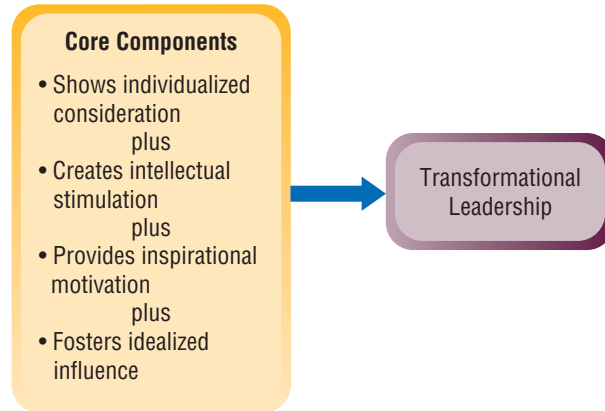 Core Components
• Shows individualized
consideration
plus
• Creates intellectual
stimulation
plus
• Provides inspirational
motivation
plus
• Fosters idealized
influence
Transformational
Leadership